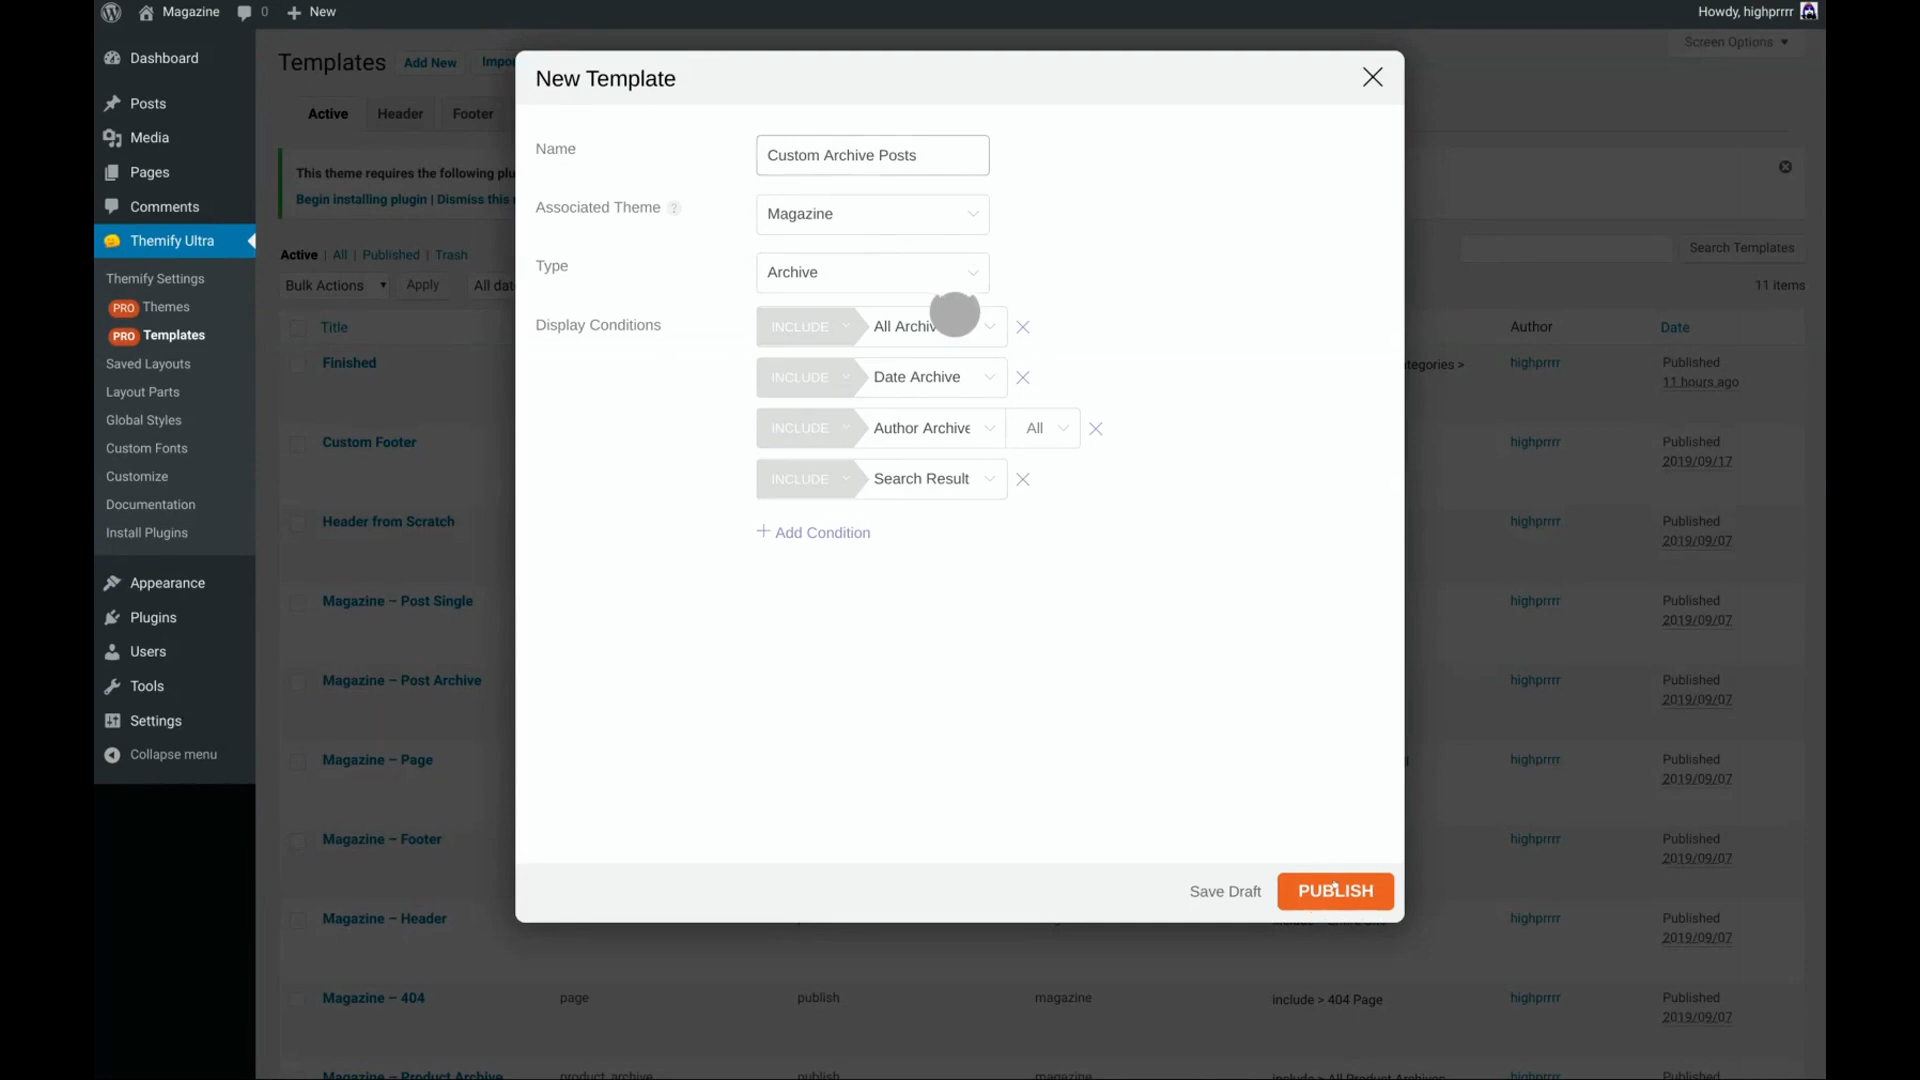 Magazine
0
New
Howdy, highprrrr
Screen Options
Templates
Add New
New Template
Active
Header
Footer
Dashboard
Posts
Media
Pages
Comments
Themify Ultra
Themify Settings
PRO Themes
PRO Templates
Saved Layouts
Layout Parts
Global Styles
Custom Fonts
Customize
Documentation
Install Plugins
Appearance
Plugins
Users
Tools
Settings
Collapse menu
This theme requires the following
Begin installing plugin | Dismiss this
Active | All | Published | Trash
Bulk Actions
Apply
All
Search Templates
11 items
Title
Author
Date
Name
Custom Archive Posts
Associated Theme ?
Magazine
Type
Archive
Display Conditions
INCLUDE All
INCLUDE Date Archive
INCLUDE Author Archive All
INCLUDE Search Result
+ Add Condition
Save Draft
PUBLISH
Finished
highprrrr
Published
11 hours ago
Custom Footer
highprrrr
Published
2019/09/17
Header from Scratch
highprrrr
Published
2019/09/07
Magazine – Post Single
highprrrr
Published
2019/09/07
Magazine – Post Archive
highprrrr
Published
2019/09/07
Magazine – Page
highprrrr
Published
2019/09/07
Magazine – Footer
highprrrr
Published
2019/09/07
Magazine – Header
highprrrr
Published
2019/09/07
Magazine – 404
page
publish
magazine
include > 404 Page
highprrrr
Published
2019/09/07
Magazine – Product Archive
product_archive
publish
magazine
include > All Product Archives